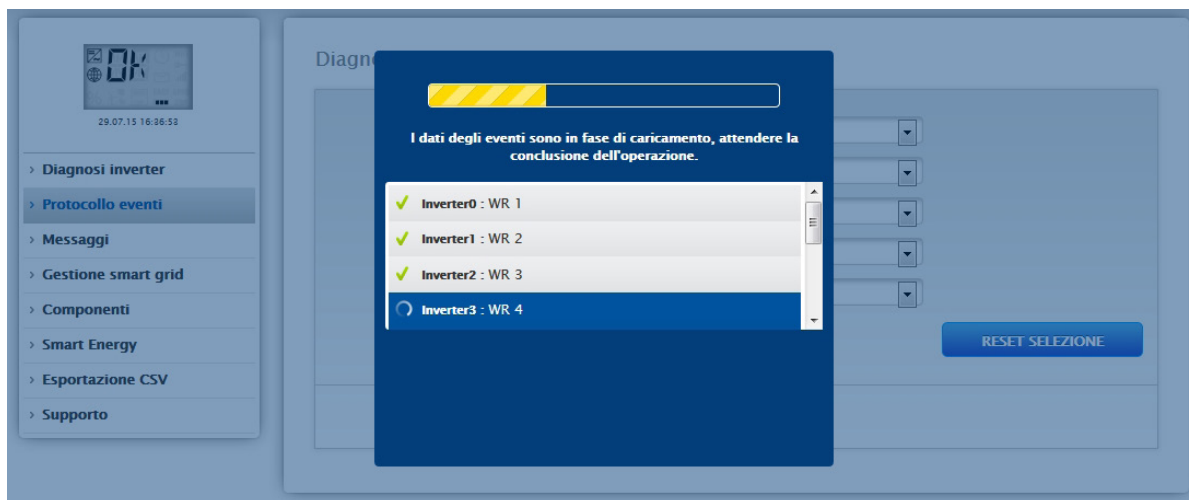 OK
29.07.15 16:36:53
Diagnosi inverter
Protocollo eventi
Messaggi
Gestione smart grid
Componenti
Smart Energy
Esportazione CSV
Supporto
Diagn
I dati degli eventi sono in fase di caricamento, attendere la
conclusione dell'operazione.
Inverter0 : WR 1
Inverter1 : WR 2
Inverter2 : WR 3
Inverter3 : WR 4
RESET SELEZIONE